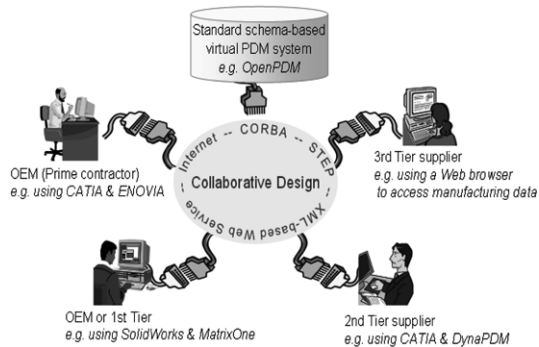 Standard schema-based
virtual PDM system
e.g. OpenPDM
OEM (Prime contractor)
e.g. using CATIA & ENOVIA
Internet -- CORBA -- STEP -- XML-based Web Service --
Collaborative Design
3rd Tier supplier
e.g. using a Web browser
to access manufacturing data
OEM or 1st Tier
e.g. using SolidWorks & MatrixOne
2nd Tier supplier
e.g. using CATIA & DynaPDM